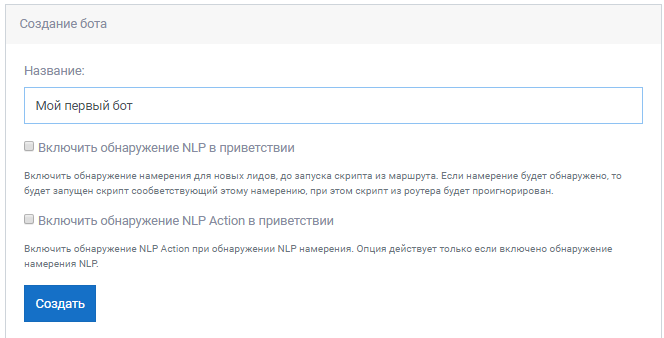 Создание бота
Название:
Мой первый бот
Включить обнаружение NLP в приветствии
Включить обнаружение намерения для новых лидов, до запуска скрипта из маршрута. Если намерение будет обнаружено, то
будет запущен скрипт сообветствующий этому намерению, при этом скрипт из роутера будет проигнорирован.
Включить обнаружение NLP Action в приветствии
Включить обнаружение NLP Action при обнаружении NLP намерения. Опция действует только если включено обнаружение
намерения NLP.
Создать